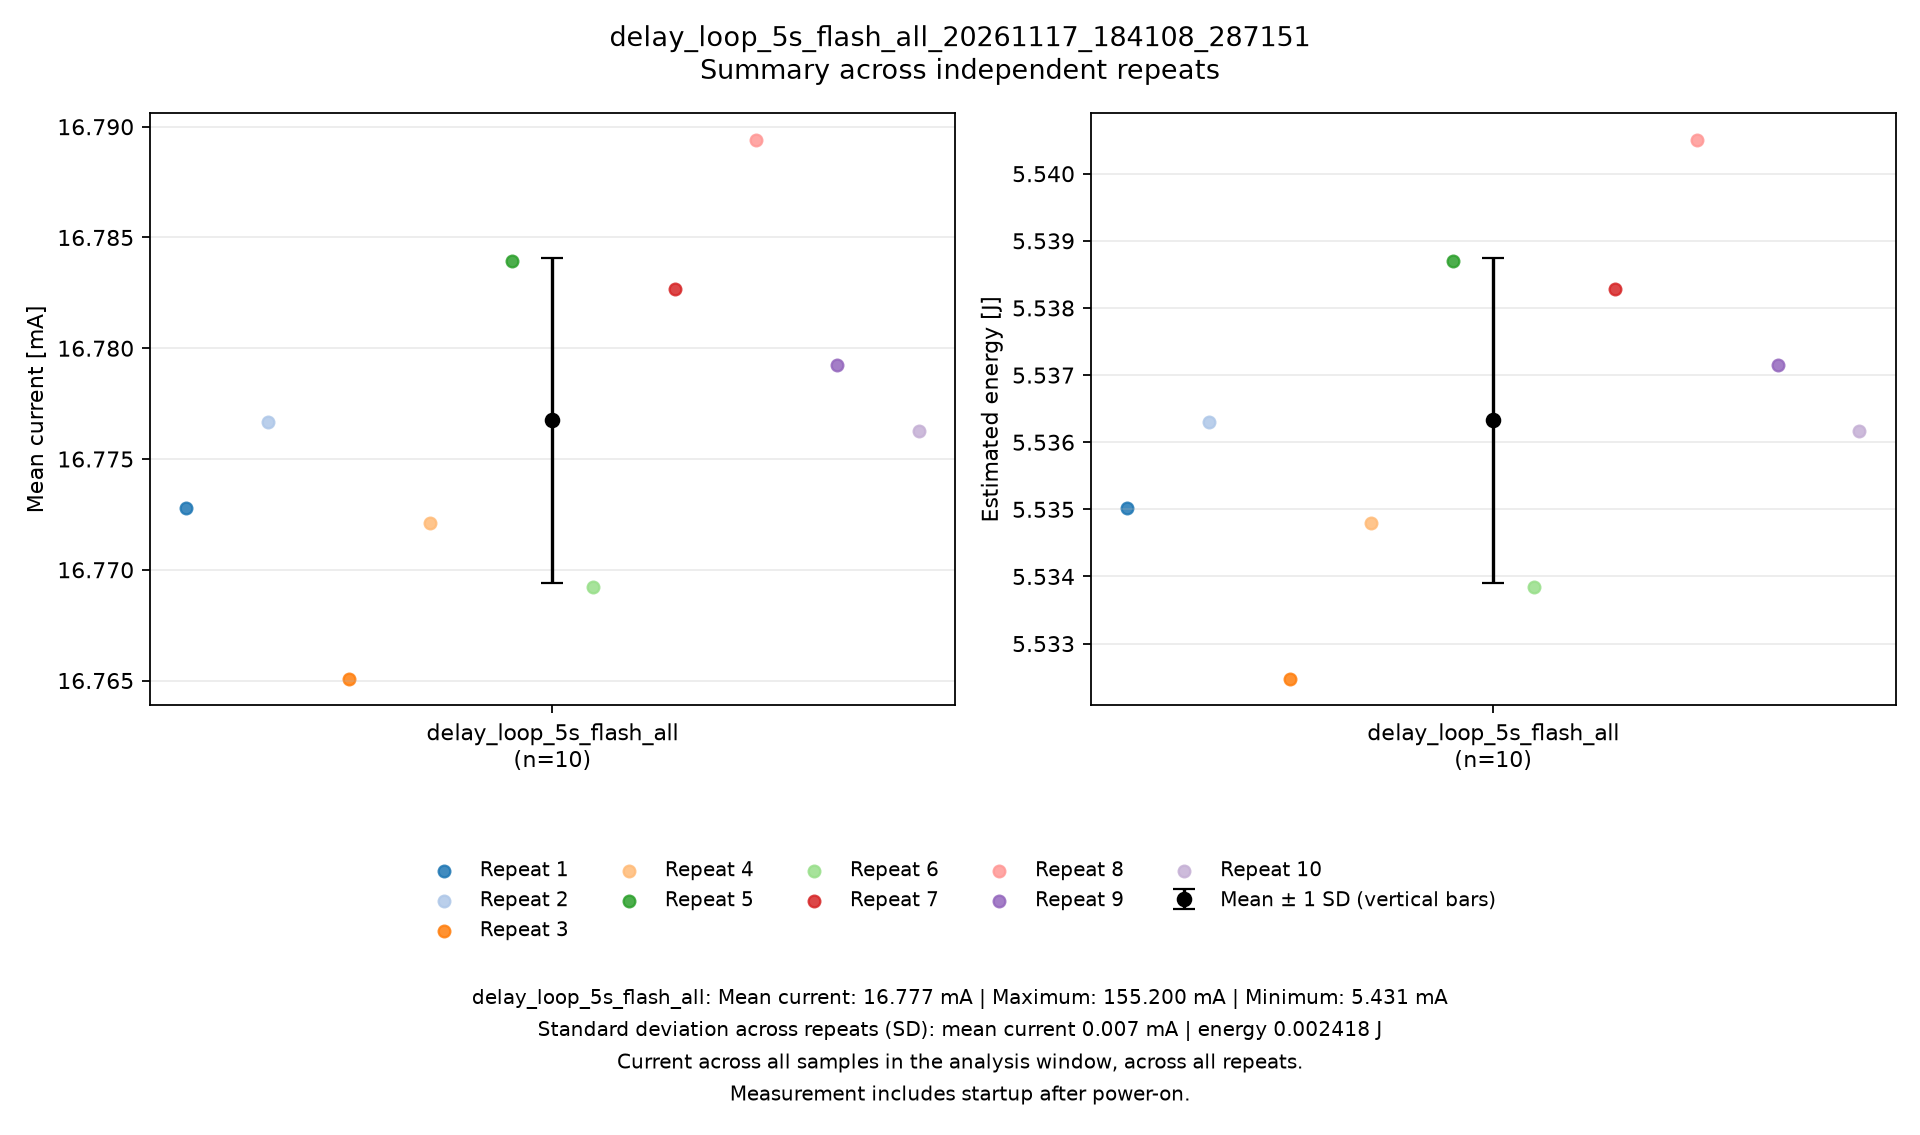 delay_loop_5s_flash_all_20261117_184108_287151
Summary across independent repeats
Mean current [mA]
16.790
16.785
16.780
16.775
16.770
16.765
delay_loop_5s_flash_all
(n=10)
Estimated energy [J]
5.540
5.539
5.538
5.537
5.536
5.535
5.534
5.533
delay_loop_5s_flash_all
(n=10)
Repeat 1
Repeat 2
Repeat 3
Repeat 4
Repeat 5
Repeat 6
Repeat 7
Repeat 8
Repeat 9
Repeat 10
Mean ± 1 SD (vertical bars)
delay_loop_5s_flash_all: Mean current: 16.777 mA | Maximum: 155.200 mA | Minimum: 5.431 mA
Standard deviation across repeats (SD): mean current 0.007 mA | energy 0.002418 J
Current across all samples in the analysis window, across all repeats.
Measurement includes startup after power-on.